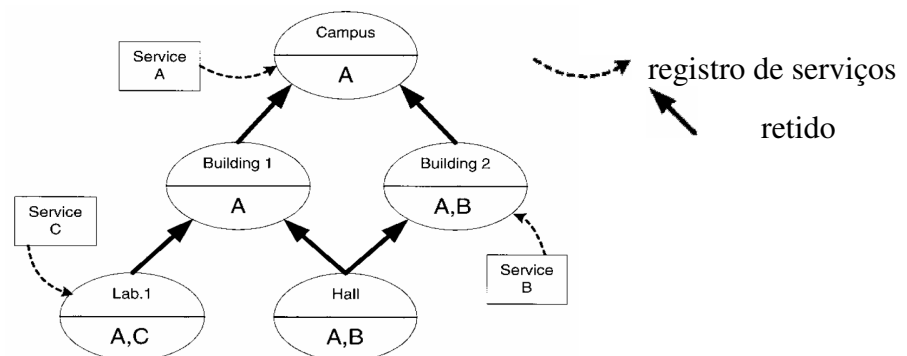 Campus
A
Service
A
registro de serviços
retido
Building 1
A
Building 2
A,B
Service
C
Service
B
Lab.1
A,C
Hall
A,B